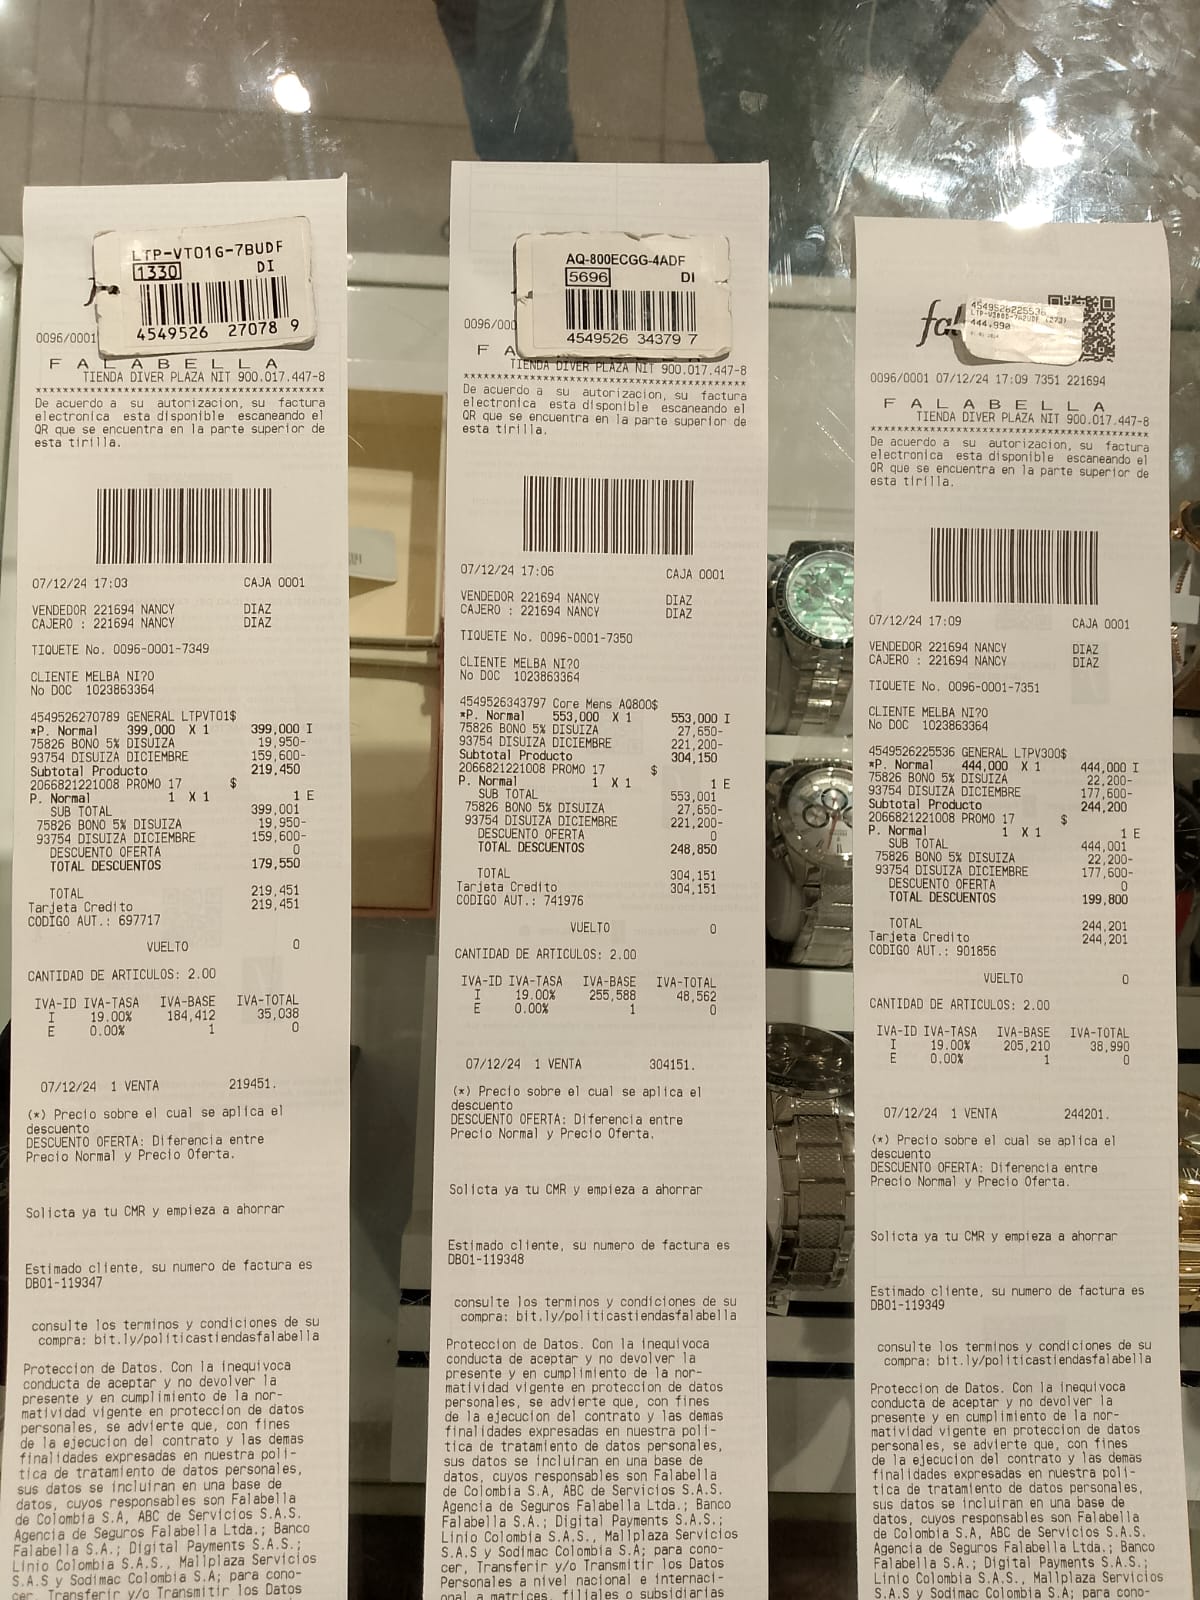 LTP-VT01G-7BUDF
1330 DI
4549526 27078 9
0096/0001
FALABELLA
TIENDA DIVER PLAZA NIT 900.017.447-8
De acuerdo a su autorizacion, su factura
electronica esta disponible escaneando el
QR que se encuentra en la parte superior de
esta tirilla.
07/12/24 17:03 CAJA 0001
VENDEDOR 221694 NANCY DIAZ
CAJERO : 221694 NANCY DIAZ
TIQUETE No. 0096-0001-7349
CLIENTE MELBA NI?O
No DOC 1023863364
4549526270789 GENERAL LTPVT01$
*P. Normal 399,000 X 1 399,000 I
75826 BONO 5% DISUIZA 19,950-
93754 DISUIZA DICIEMBRE 159,600-
Subtotal Producto 219,450
2066821221008 PROMO 17 $
P. Normal 1 X 1 1 E
SUB TOTAL 399,001
75826 BONO 5% DISUIZA 19,950-
93754 DISUIZA DICIEMBRE 159,600-
DESCUENTO OFERTA 0
TOTAL DESCUENTOS 179,550
TOTAL 219,451
Tarjeta Credito 219,451
CODIGO AUT.: 697717
VUELTO 0
CANTIDAD DE ARTICULOS: 2.00
IVA-ID IVA-TASA IVA-BASE IVA-TOTAL
I 19.00% 184,412 35,038
E 0.00% 1 0
07/12/24 1 VENTA 219451.
(*) Precio sobre el cual se aplica el
descuento
DESCUENTO OFERTA: Diferencia entre
Precio Normal y Precio Oferta.
Solicta ya tu CMR y empieza a ahorrar
Estimado cliente, su numero de factura es
DB01-119347
consulte los terminos y condiciones de su
compra: bit.ly/politicastiendasfalabella
Proteccion de Datos. Con la inequivoca
conducta de aceptar y no devolver la
presente y en cumplimiento de la nor-
matividad vigente en proteccion de datos
personales, se advierte que, con fines
de la ejecucion del contrato y las demas
finalidades expresadas en nuestra poli-
tica de tratamiento de datos personales,
sus datos se incluiran en una base de
datos, cuyos responsables son Falabella
de Colombia S.A, ABC de Servicios S.A.S.
Agencia de Seguros Falabella Ltda.; Banco
Falabella S.A.; Digital Payments S.A.S.;
Linio Colombia S.A.S., Mallplaza Servicios
S.A.S y Sodimac Colombia S.A; para cono-
cer, Transferir y/o Transmitir los Datos
AQ-800ECGG-4ADF
5696 DI
4549526 34379 7
0096/00
FA
TIENDA DIVER PLAZA NIT 900.017.447-8
De acuerdo a su autorizacion, su factura
electronica esta disponible escaneando el
QR que se encuentra en la parte superior de
esta tirilla.
07/12/24 17:06 CAJA 0001
VENDEDOR 221694 NANCY DIAZ
CAJERO : 221694 NANCY DIAZ
TIQUETE No. 0096-0001-7350
CLIENTE MELBA NI?O
No DOC 1023863364
4549526343797 Core Mens AQ800$
*P. Normal 553,000 X 1 553,000 I
75826 BONO 5% DISUIZA 27,650-
93754 DISUIZA DICIEMBRE 221,200-
Subtotal Producto 304,150
2066821221008 PROMO 17 $
P. Normal 1 X 1 1 E
SUB TOTAL 553,001
75826 BONO 5% DISUIZA 27,650-
93754 DISUIZA DICIEMBRE 221,200-
DESCUENTO OFERTA 0
TOTAL DESCUENTOS 248,850
TOTAL 304,151
Tarjeta Credito 304,151
CODIGO AUT.: 741976
VUELTO 0
CANTIDAD DE ARTICULOS: 2.00
IVA-ID IVA-TASA IVA-BASE IVA-TOTAL
I 19.00% 255,588 48,562
E 0.00% 1 0
07/12/24 1 VENTA 304151.
(*) Precio sobre el cual se aplica el
descuento
DESCUENTO OFERTA: Diferencia entre
Precio Normal y Precio Oferta.
Solicta ya tu CMR y empieza a ahorrar
Estimado cliente, su numero de factura es
DB01-119348
consulte los terminos y condiciones de su
compra: bit.ly/politicastiendasfalabella
Proteccion de Datos. Con la inequivoca
conducta de aceptar y no devolver la
presente y en cumplimiento de la nor-
matividad vigente en proteccion de datos
personales, se advierte que, con fines
de la ejecucion del contrato y las demas
finalidades expresadas en nuestra poli-
tica de tratamiento de datos personales,
sus datos se incluiran en una base de
datos, cuyos responsables son Falabella
de Colombia S.A, ABC de Servicios S.A.S.
Agencia de Seguros Falabella Ltda.; Banco
Falabella S.A.; Digital Payments S.A.S.;
Linio Colombia S.A.S., Mallplaza Servicios
S.A.S y Sodimac Colombia S.A; para cono-
cer, Transferir y/o Transmitir los Datos
Personales a nivel nacional e internaci-
onal a matrices, filiales o subsidiarias
fal
4549526225536
444.990
0096/0001 07/12/24 17:09 7351 221694
FALABELLA
TIENDA DIVER PLAZA NIT 900.017.447-8
De acuerdo a su autorizacion, su factura
electronica esta disponible escaneando el
QR que se encuentra en la parte superior de
esta tirilla.
07/12/24 17:09 CAJA 0001
VENDEDOR 221694 NANCY DIAZ
CAJERO : 221694 NANCY DIAZ
TIQUETE No. 0096-0001-7351
CLIENTE MELBA NI?O
No DOC 1023863364
4549526225536 GENERAL LTPV300$
*P. Normal 444,000 X 1 444,000 I
75826 BONO 5% DISUIZA 22,200-
93754 DISUIZA DICIEMBRE 177,600-
Subtotal Producto 244,200
2066821221008 PROMO 17 $
P. Normal 1 X 1 1 E
SUB TOTAL 444,001
75826 BONO 5% DISUIZA 22,200-
93754 DISUIZA DICIEMBRE 177,600-
DESCUENTO OFERTA 0
TOTAL DESCUENTOS 199,800
TOTAL 244,201
Tarjeta Credito 244,201
CODIGO AUT.: 901856
VUELTO 0
CANTIDAD DE ARTICULOS: 2.00
IVA-ID IVA-TASA IVA-BASE IVA-TOTAL
I 19.00% 205,210 38,990
E 0.00% 1 0
07/12/24 1 VENTA 244201.
(*) Precio sobre el cual se aplica el
descuento
DESCUENTO OFERTA: Diferencia entre
Precio Normal y Precio Oferta.
Solicta ya tu CMR y empieza a ahorrar
Estimado cliente, su numero de factura es
DB01-119349
consulte los terminos y condiciones de su
compra: bit.ly/politicastiendasfalabella
Proteccion de Datos. Con la inequivoca
conducta de aceptar y no devolver la
presente y en cumplimiento de la nor-
matividad vigente en proteccion de datos
personales, se advierte que, con fines
de la ejecucion del contrato y las demas
finalidades expresadas en nuestra poli-
tica de tratamiento de datos personales,
sus datos se incluiran en una base de
datos, cuyos responsables son Falabella
de Colombia S.A, ABC de Servicios S.A.S.
Agencia de Seguros Falabella Ltda.; Banco
Falabella S.A.; Digital Payments S.A.S.;
Linio Colombia S.A.S., Mallplaza Servicios
S.A.S y Sodimac Colombia S.A; para cono-